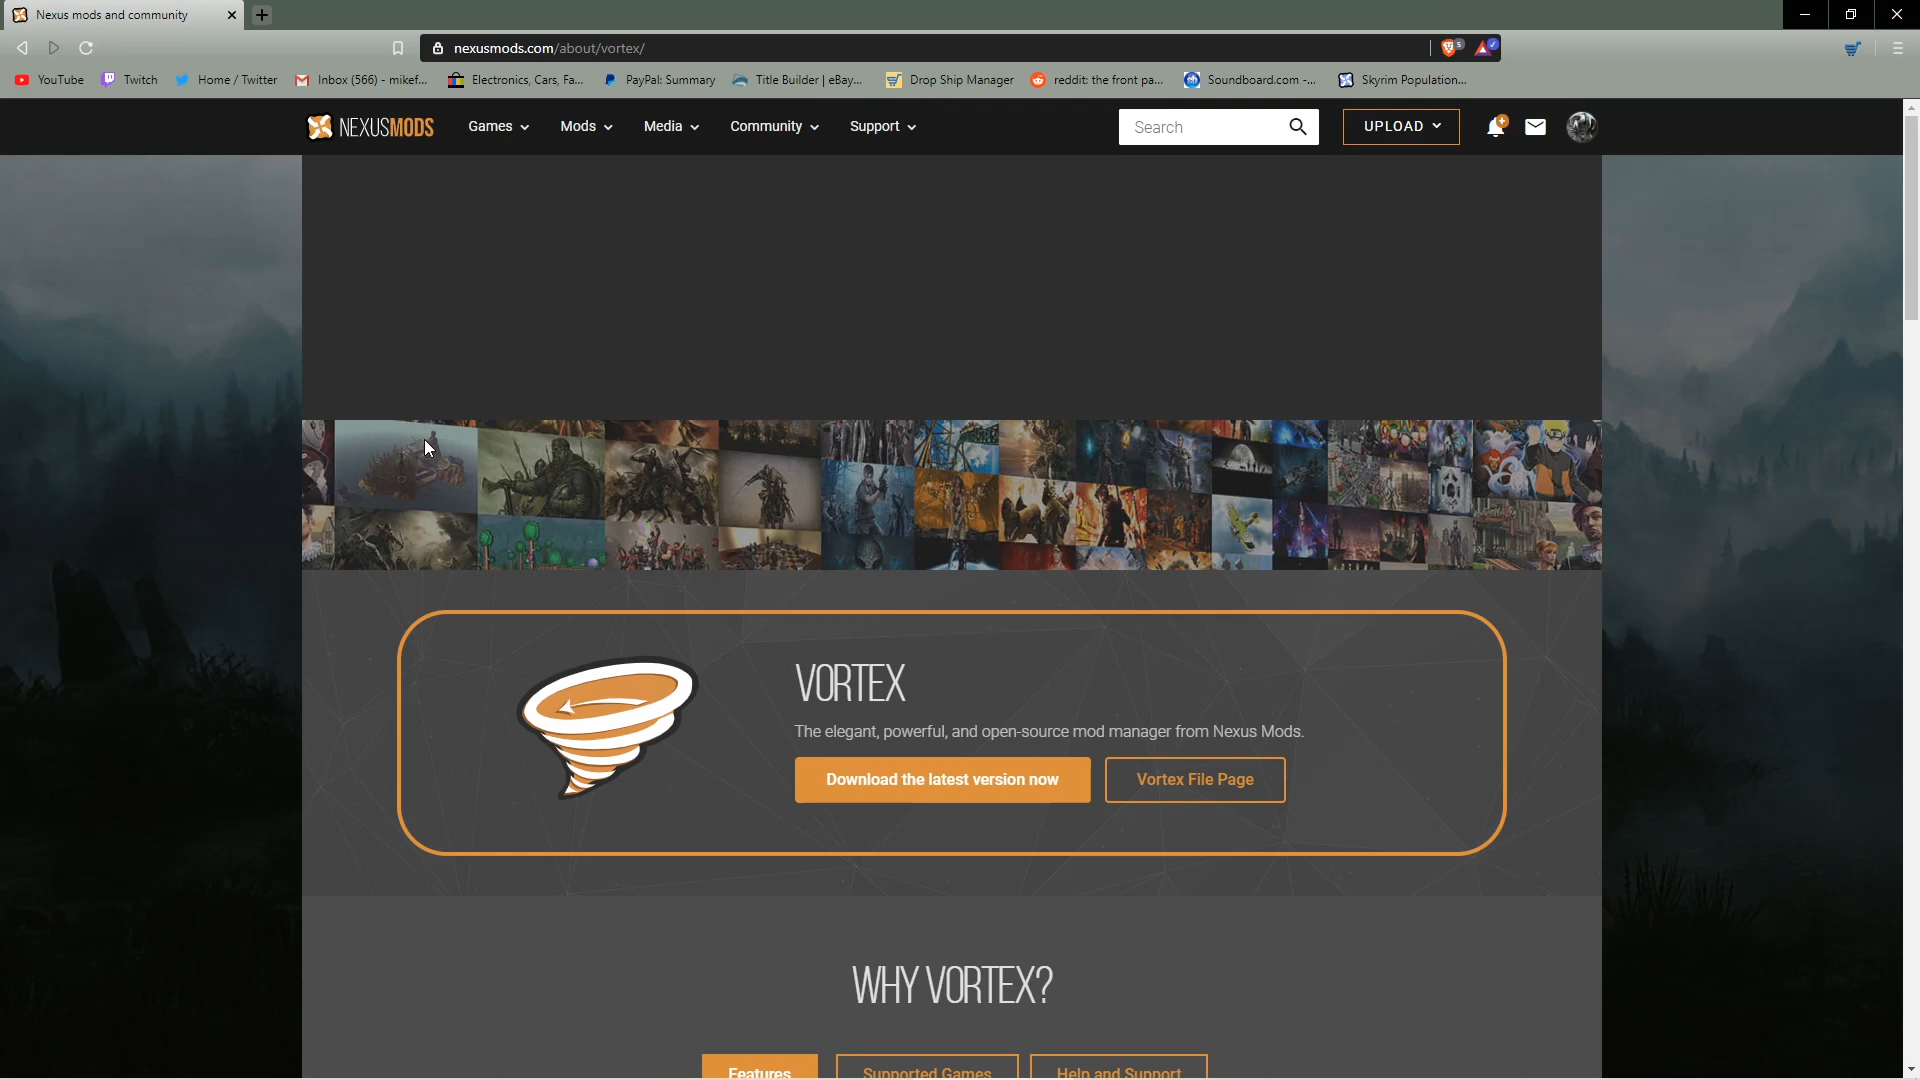 Nexus mods and community
nexusmods.com/about/vortex/
5
YouTube
Twitch
Home / Twitter
Inbox (566) - mikef...
Electronics, Cars, Fa...
PayPal: Summary
Title Builder | eBay...
Drop Ship Manager
reddit: the front pa...
Soundboard.com -...
Skyrim Population...
NEXUSMODS
Games
Mods
Media
Community
Support
Search
UPLOAD
VORTEX
The elegant, powerful, and open-source mod manager from Nexus Mods.
Download the latest version now
Vortex File Page
WHY VORTEX?
Features
Supported Games
Help and Support